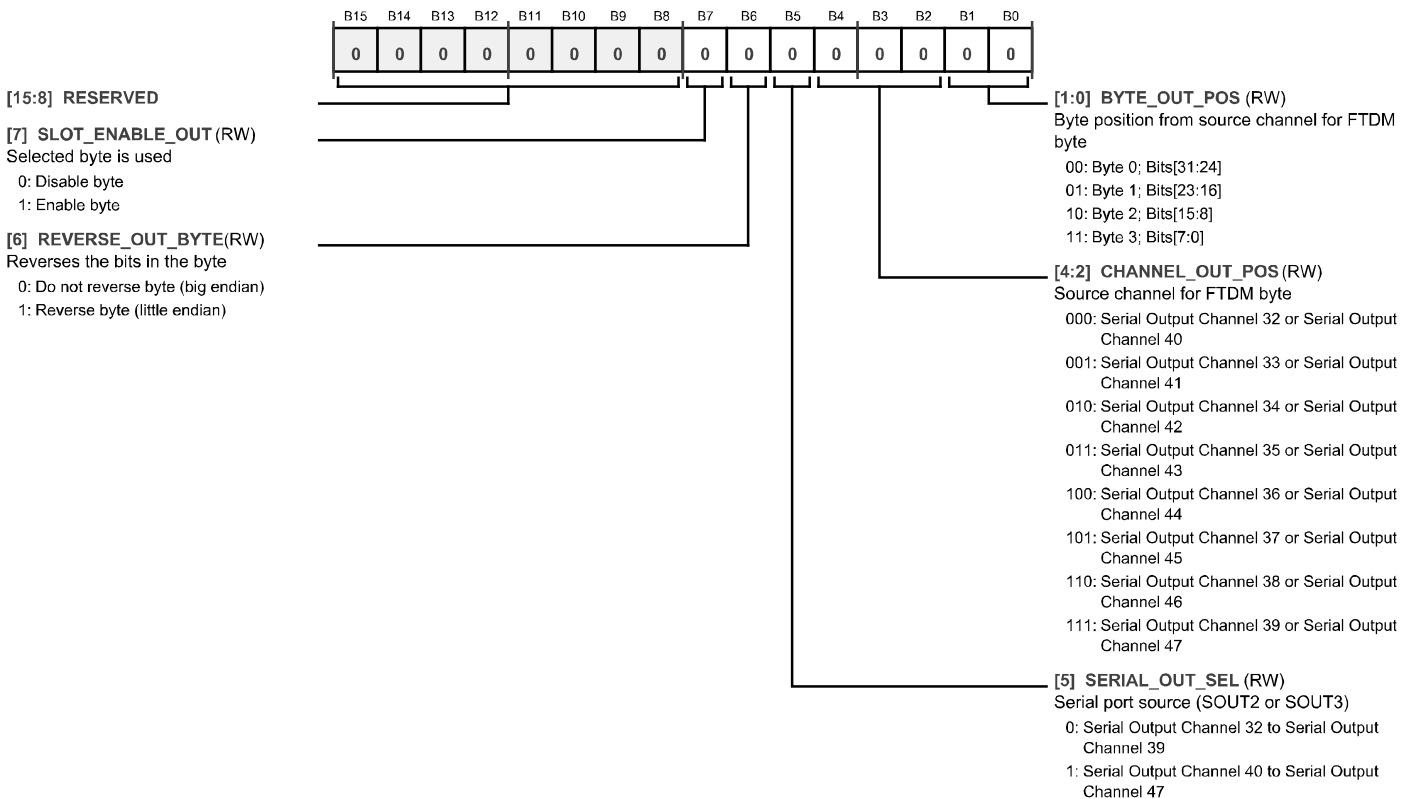 B15 B14 B13 B12 B11 B10 B9 B8 B7 B6 B5 B4 B3 B2 B1 B0
0 0 0 0 0 0 0 0 0 0 0 0 0 0 0 0
[15:8] RESERVED
[7] SLOT_ENABLE_OUT (RW)
Selected byte is used
0: Disable byte
1: Enable byte
[6] REVERSE_OUT_BYTE(RW)
Reverses the bits in the byte
0: Do not reverse byte (big endian)
1: Reverse byte (little endian)
[1:0] BYTE_OUT_POS (RW)
Byte position from source channel for FTDM
byte
00: Byte 0; Bits[31:24]
01: Byte 1; Bits[23:16]
10: Byte 2; Bits[15:8]
11: Byte 3; Bits[7:0]
[4:2] CHANNEL_OUT_POS (RW)
Source channel for FTDM byte
000: Serial Output Channel 32 or Serial Output
Channel 40
001: Serial Output Channel 33 or Serial Output
Channel 41
010: Serial Output Channel 34 or Serial Output
Channel 42
011: Serial Output Channel 35 or Serial Output
Channel 43
100: Serial Output Channel 36 or Serial Output
Channel 44
101: Serial Output Channel 37 or Serial Output
Channel 45
110: Serial Output Channel 38 or Serial Output
Channel 46
111: Serial Output Channel 39 or Serial Output
Channel 47
[5] SERIAL_OUT_SEL (RW)
Serial port source (SOUT2 or SOUT3)
0: Serial Output Channel 32 to Serial Output
Channel 39
1: Serial Output Channel 40 to Serial Output
Channel 47